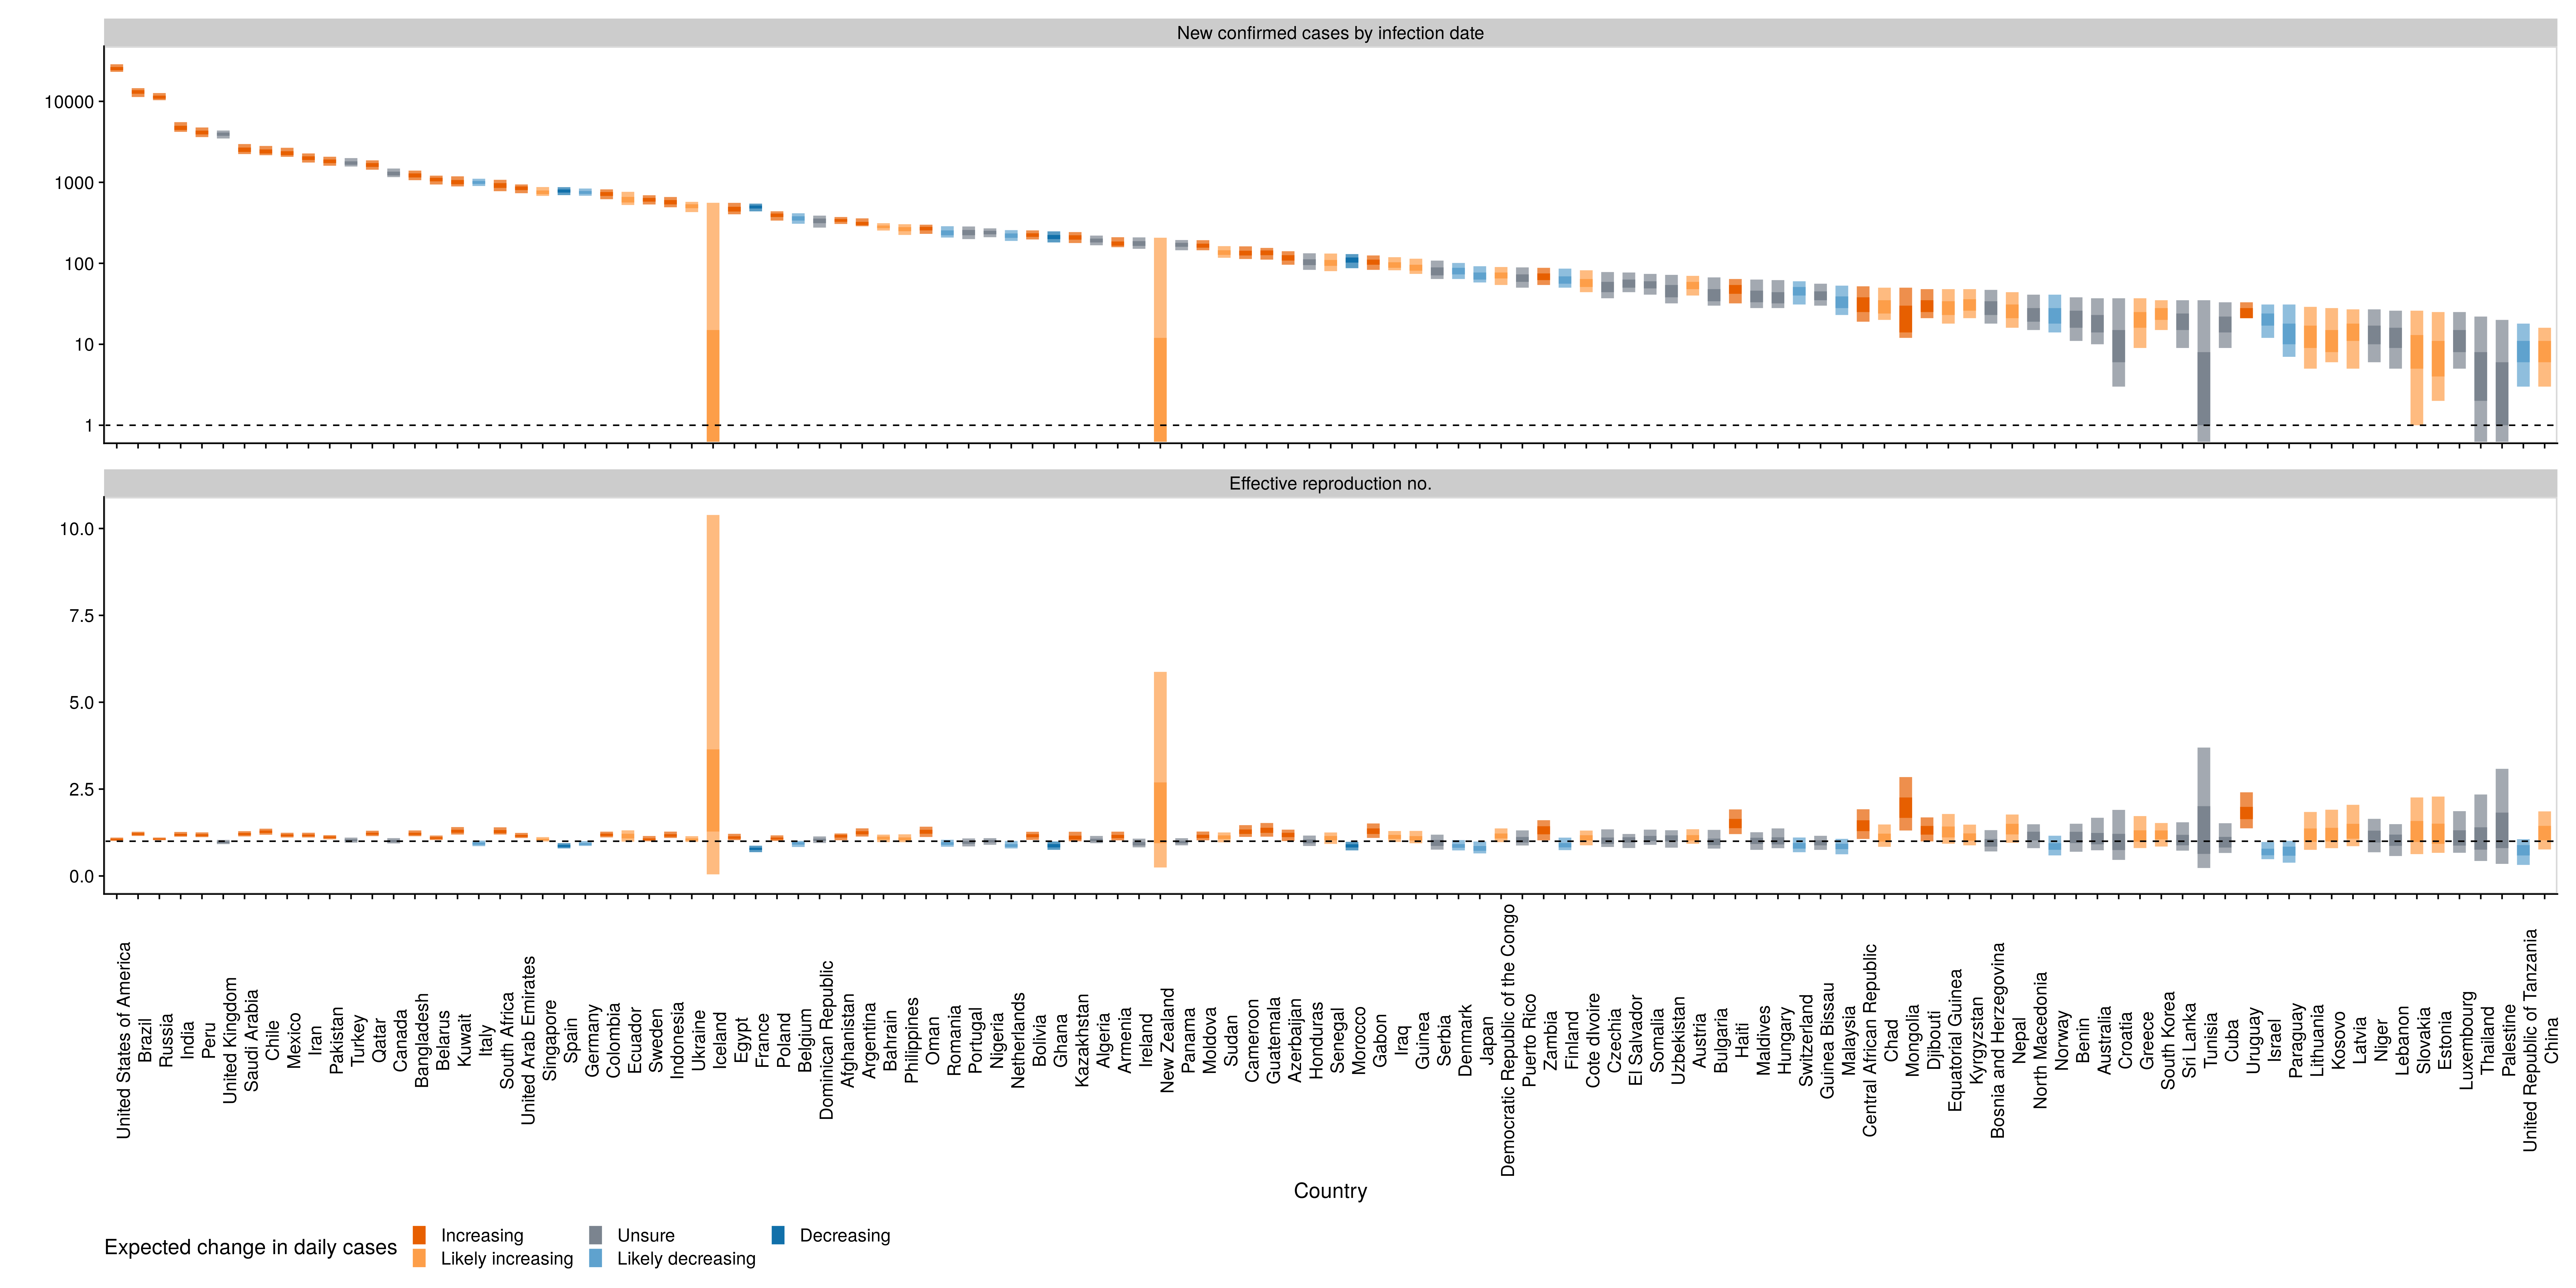 New confirmed cases by infection date
10000
1000
100
10
1
Effective reproduction no.
10.0
7.5
5.0
2.5
0.0
United States of America
Brazil
Russia
India
Peru
United Kingdom
Saudi Arabia
Chile
Mexico
Iran
Pakistan
Turkey
Qatar
Canada
Bangladesh
Belarus
Kuwait
Italy
South Africa
United Arab Emirates
Singapore
Spain
Germany
Colombia
Ecuador
Sweden
Indonesia
Ukraine
Iceland
Egypt
France
Poland
Belgium
Dominican Republic
Afghanistan
Argentina
Bahrain
Philippines
Oman
Romania
Portugal
Nigeria
Netherlands
Bolivia
Ghana
Kazakhstan
Algeria
Armenia
Ireland
New Zealand
Panama
Moldova
Sudan
Cameroon
Guatemala
Azerbaijan
Honduras
Senegal
Morocco
Gabon
Iraq
Guinea
Serbia
Denmark
Japan
Democratic Republic of the Congo
Puerto Rico
Zambia
Finland
Cote dIvoire
Czechia
El Salvador
Somalia
Uzbekistan
Austria
Bulgaria
Haiti
Maldives
Hungary
Switzerland
Guinea Bissau
Malaysia
Central African Republic
Chad
Mongolia
Djibouti
Equatorial Guinea
Kyrgyzstan
Bosnia and Herzegovina
Nepal
North Macedonia
Norway
Benin
Australia
Croatia
Greece
South Korea
Sri Lanka
Tunisia
Cuba
Uruguay
Israel
Paraguay
Lithuania
Kosovo
Latvia
Niger
Lebanon
Slovakia
Estonia
Luxembourg
Thailand
Palestine
United Republic of Tanzania
China
Country
Expected change in daily cases
Increasing
Likely increasing
Unsure
Likely decreasing
Decreasing